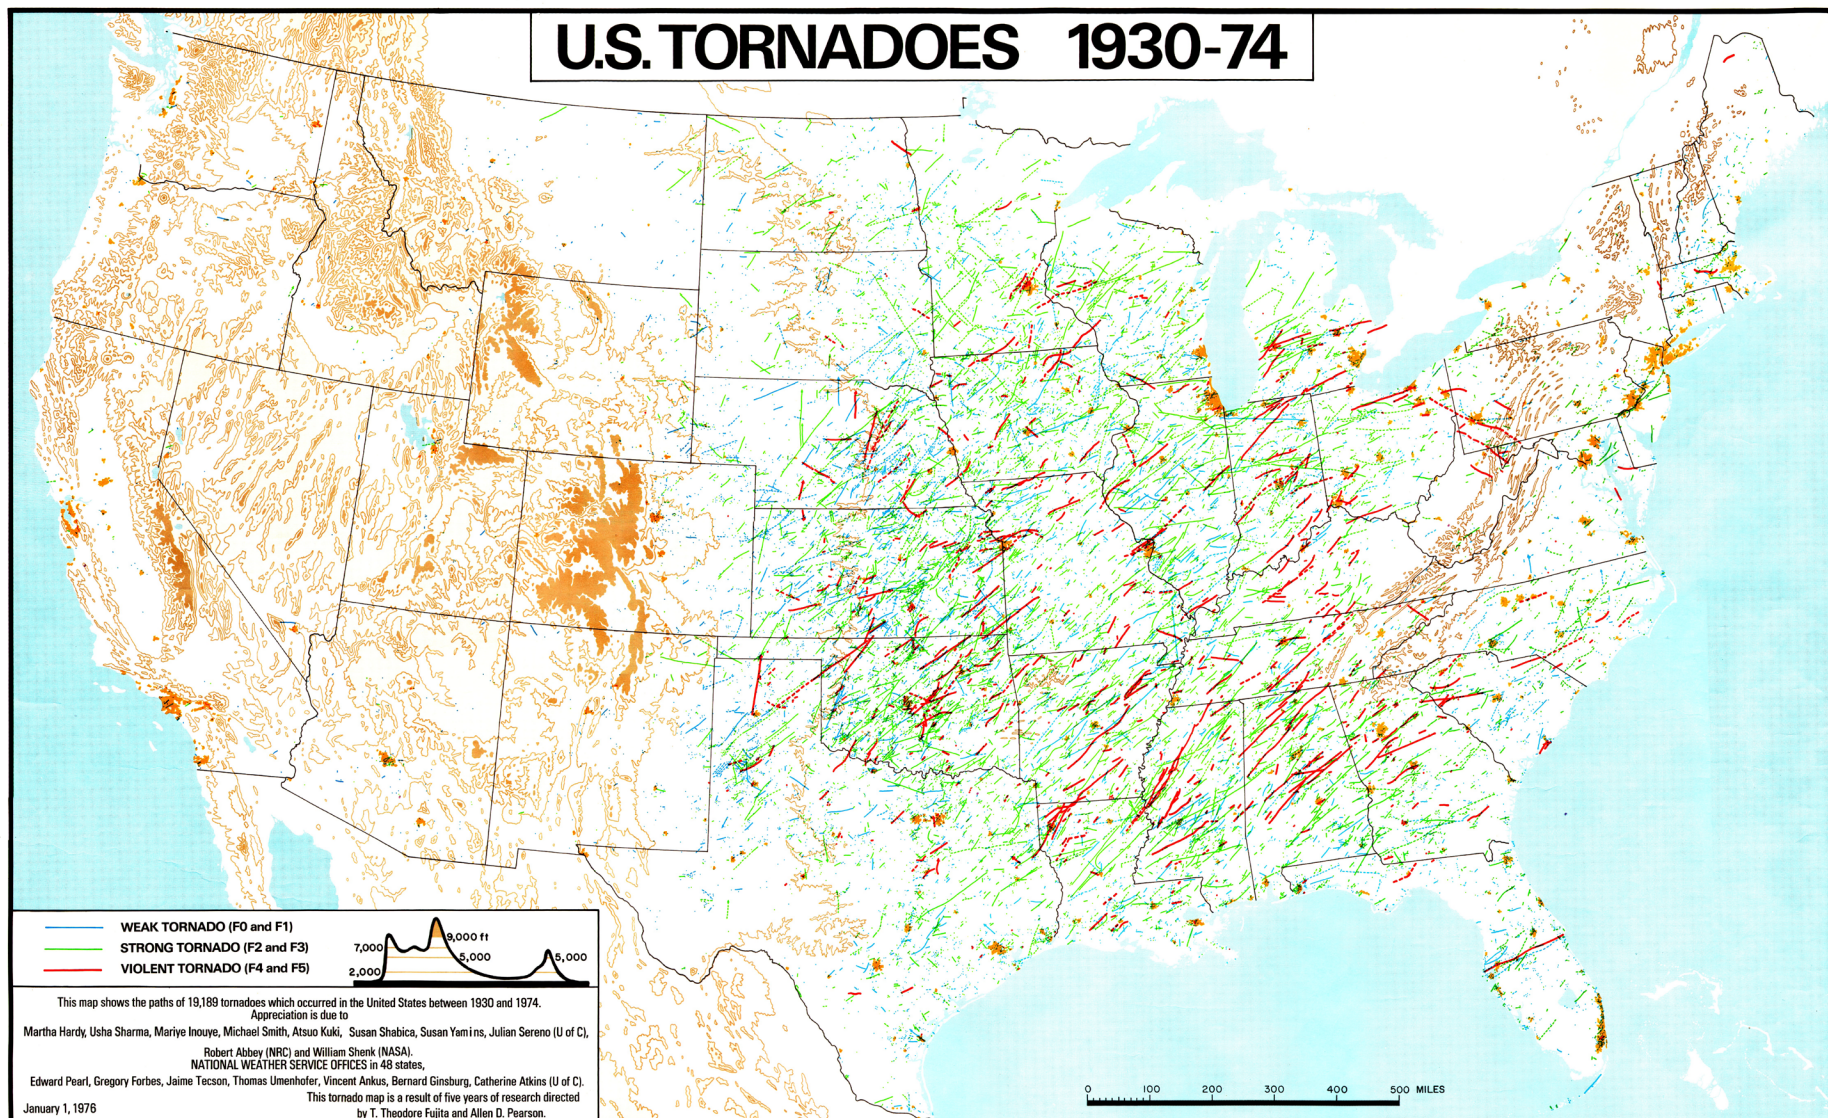 U.S. TORNADOES 1930-74
WEAK TORNADO (F0 and F1)
STRONG TORNADO (F2 and F3)
VIOLENT TORNADO (F4 and F5)
9,000 ft
7,000
5,000
5,000
2,000
This map shows the paths of 19,189 tornadoes which occurred in the United States between 1930 and 1974.
Appreciation is due to
Martha Hardy, Usha Sharma, Mariye Inouye, Michael Smith, Atsuo Kuki, Susan Shabica, Susan Yamins, Julian Sereno (U of C),
Robert Abbey (NRC) and William Shenk (NASA).
NATIONAL WEATHER SERVICE OFFICES in 48 states,
Edward Pearl, Gregory Forbes, Jaime Tecson, Thomas Umenhofer, Vincent Ankus, Bernard Ginsburg, Catherine Atkins (U of C).
This tornado map is a result of five years of research directed
by T. Theodore Fujita and Allen D. Pearson.
January 1, 1976
0 100 200 300 400 500 MILES